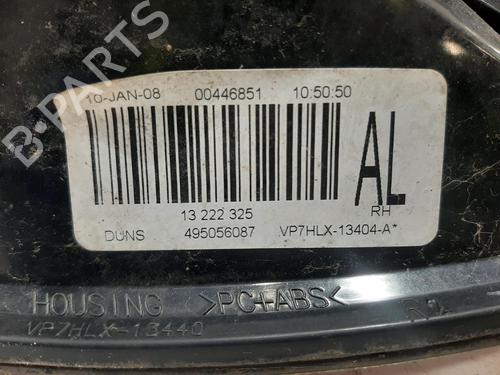 B-PARTS
10-JAN-08 00446851 10:50:50
AL
13 222 325 RH
DUNS 495056087 VP7HLX-13404-A*
HOUSING >PC+ABS<
VP7HLX-13440